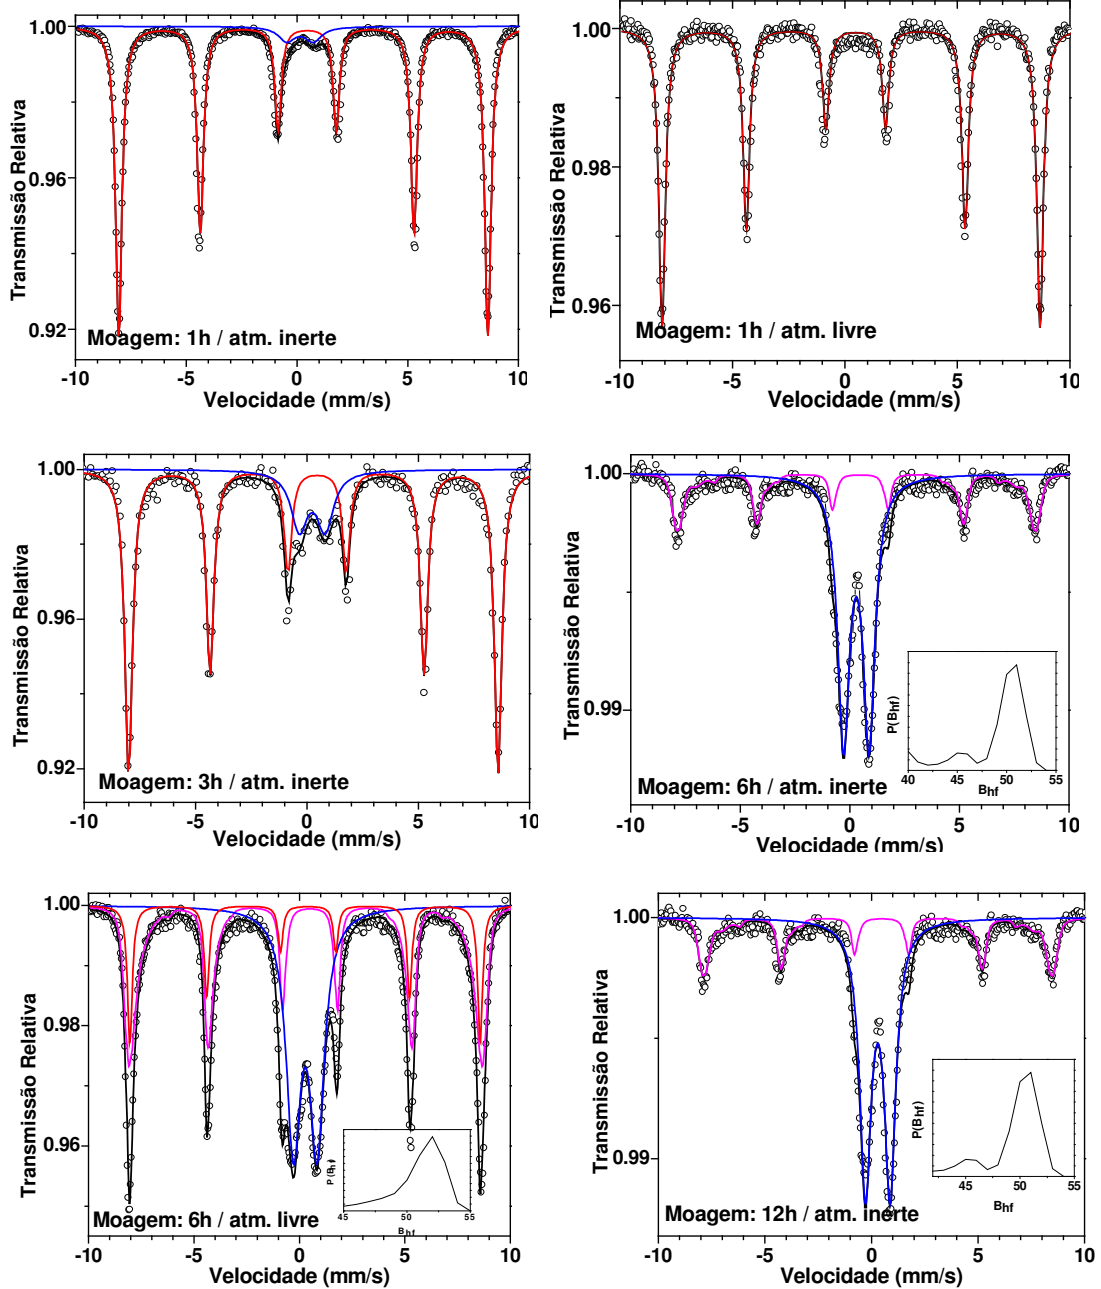 1.00
0.96
0.92
Transmissão Relativa
Moagem: 1h / atm. inerte
-10 -5 0 5 10
Velocidade (mm/s)
1.00
0.98
0.96
Transmissão Relativa
Moagem: 1h / atm. livre
-10 -5 0 5 10
Velocidade (mm/s)
1.00
0.96
0.92
Transmissão Relativa
Moagem: 3h / atm. inerte
-10 -5 0 5 10
Velocidade (mm/s)
1.00
0.99
Transmissão Relativa
P(Bhf)
40 45 50 55
Bhf
Moagem: 6h / atm. inerte
-10 -5 0 5 10
Velocidade (mm/s)
1.00
0.98
0.96
Transmissão Relativa
P(Bhf)
45 50 55
Bhf
Moagem: 6h / atm. livre
-10 -5 0 5 10
Velocidade (mm/s)
1.00
0.99
Transmissão Relativa
P(Bhf)
45 50 55
Bhf
Moagem: 12h / atm. inerte
-10 -5 0 5 10
Velocidade (mm/s)